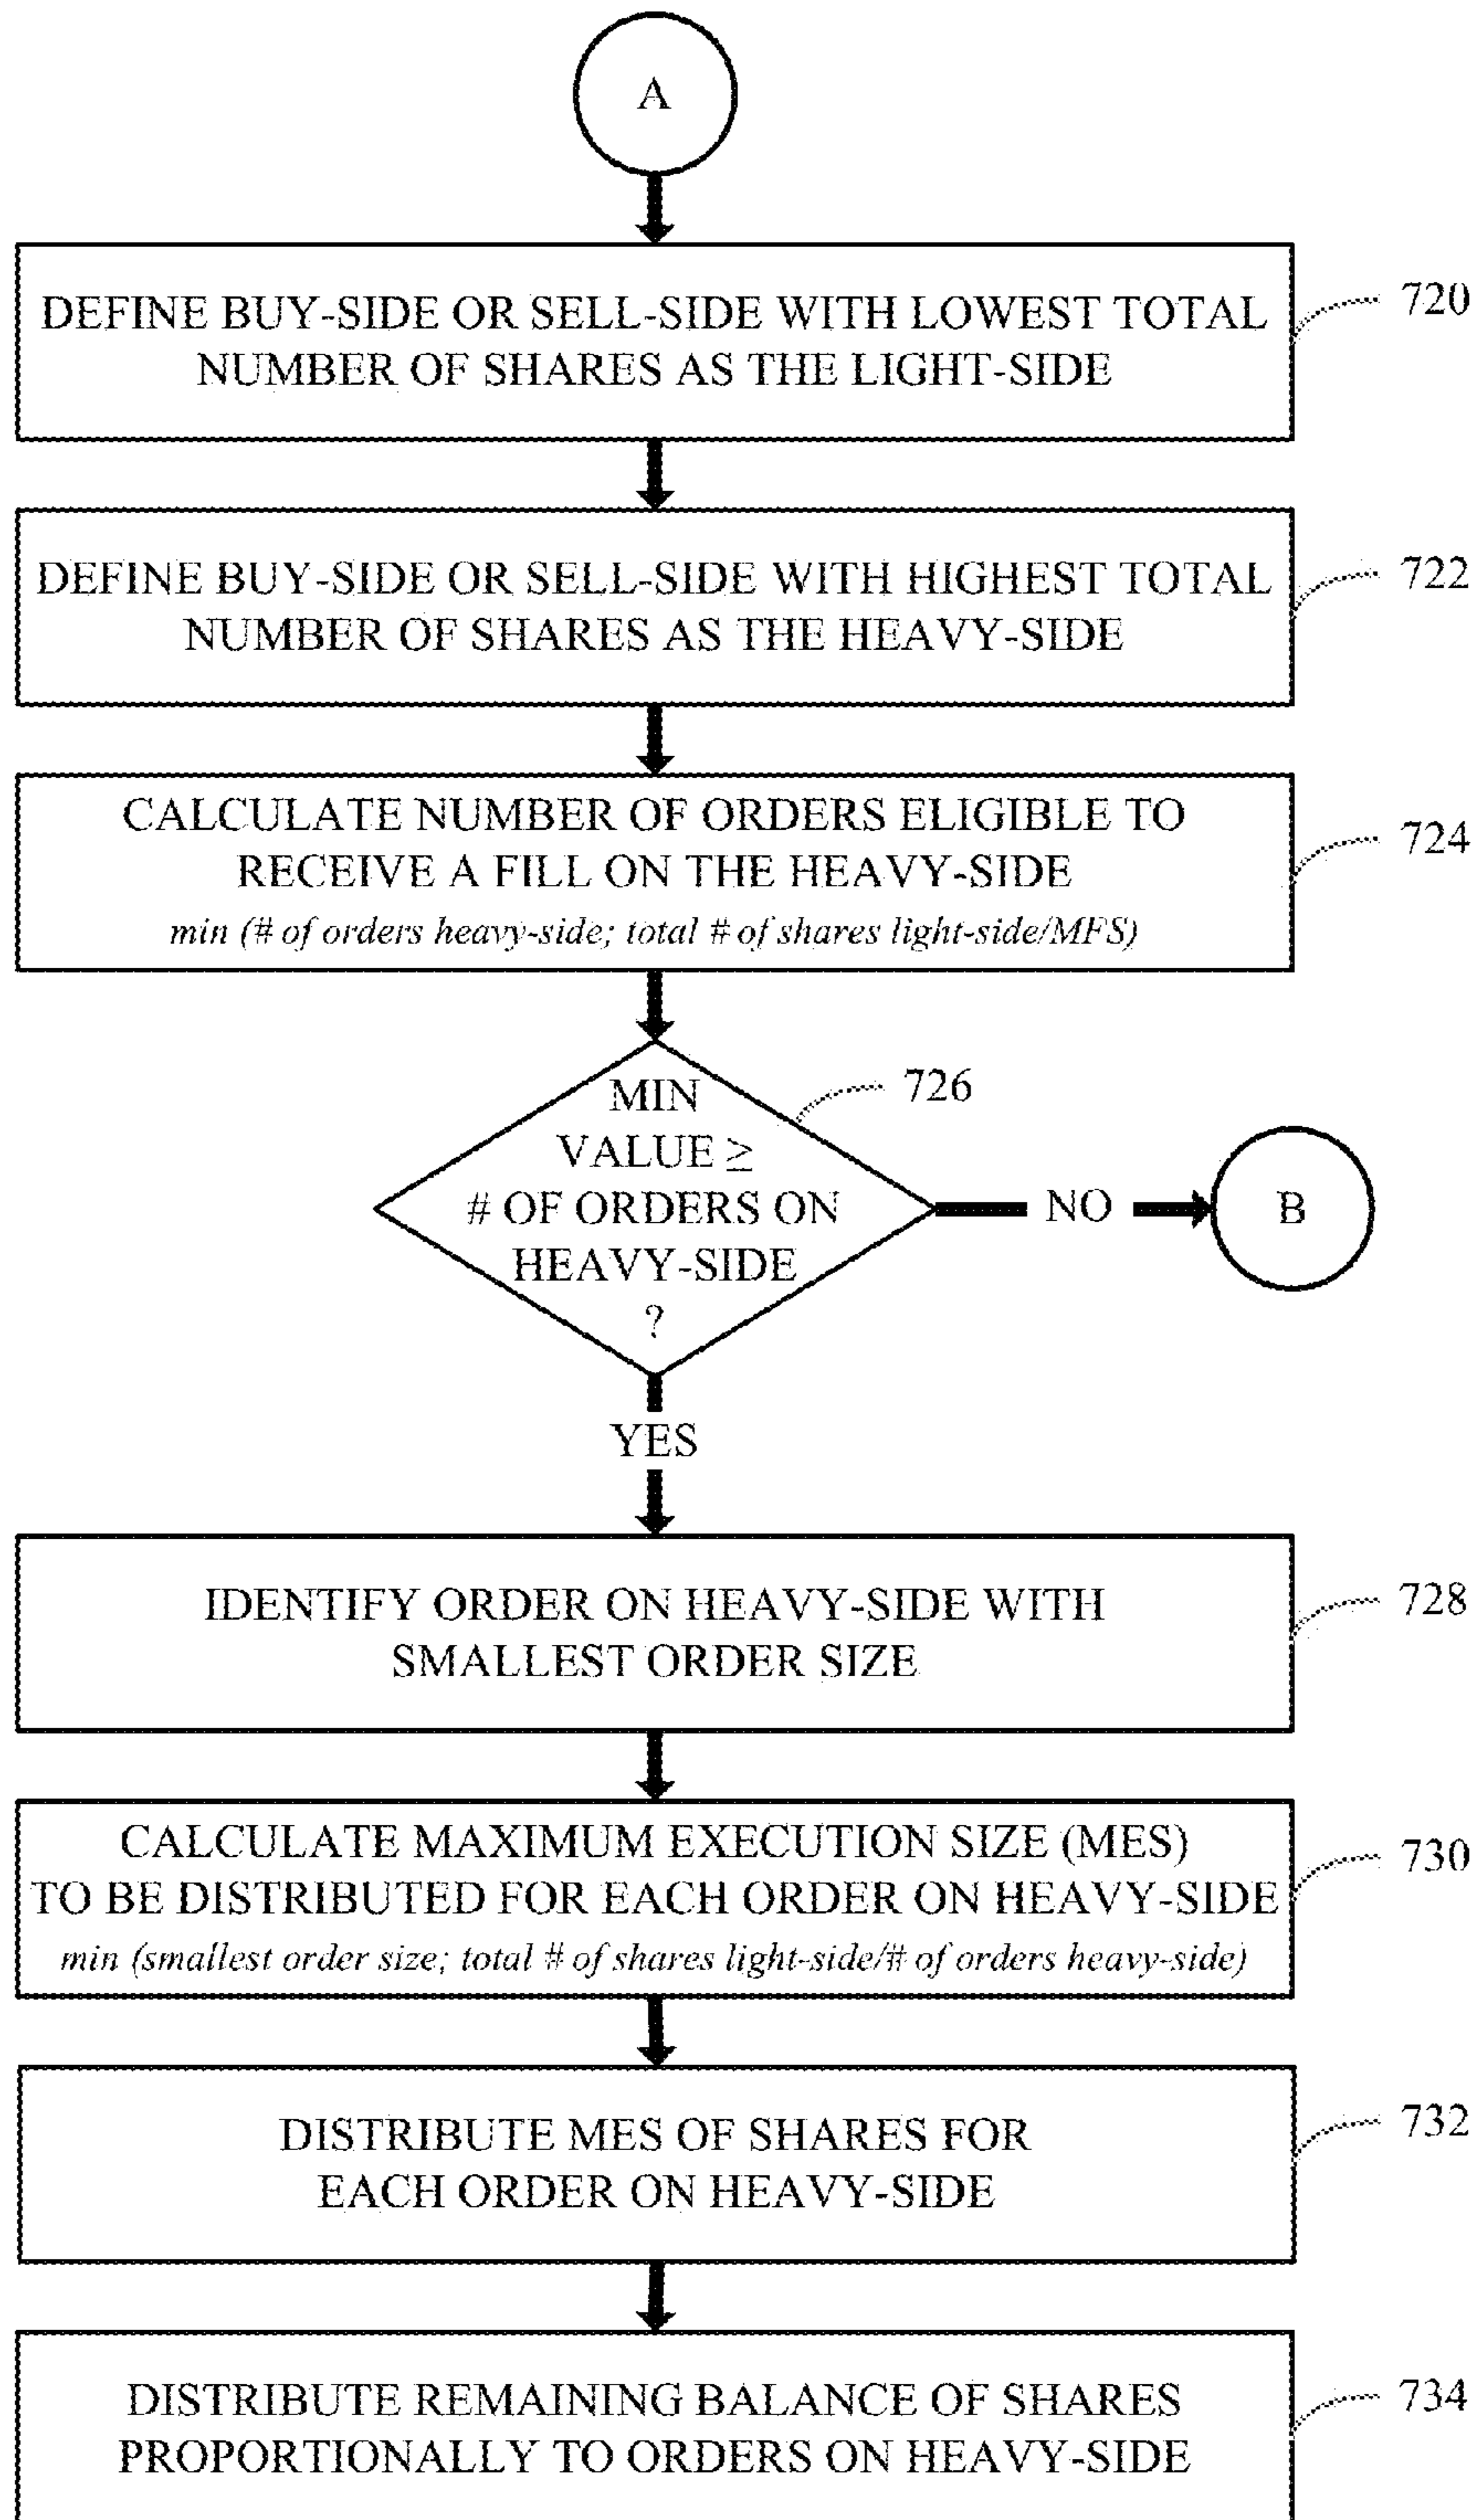 A
DEFINE BUY-SIDE OR SELL-SIDE WITH LOWEST TOTAL
NUMBER OF SHARES AS THE LIGHT-SIDE
720
DEFINE BUY-SIDE OR SELL-SIDE WITH HIGHEST TOTAL
NUMBER OF SHARES AS THE HEAVY-SIDE
722
CALCULATE NUMBER OF ORDERS ELIGIBLE TO
RECEIVE A FILL ON THE HEAVY-SIDE
min (# of orders heavy-side; total # of shares light-side/MFS)
724
MIN
VALUE ≥
# OF ORDERS ON
HEAVY-SIDE
?
726
NO
B
YES
IDENTIFY ORDER ON HEAVY-SIDE WITH
SMALLEST ORDER SIZE
728
CALCULATE MAXIMUM EXECUTION SIZE (MES)
TO BE DISTRIBUTED FOR EACH ORDER ON HEAVY-SIDE
min (smallest order size; total # of shares light-side/# of orders heavy-side)
730
DISTRIBUTE MES OF SHARES FOR
EACH ORDER ON HEAVY-SIDE
732
DISTRIBUTE REMAINING BALANCE OF SHARES
PROPORTIONALLY TO ORDERS ON HEAVY-SIDE
734